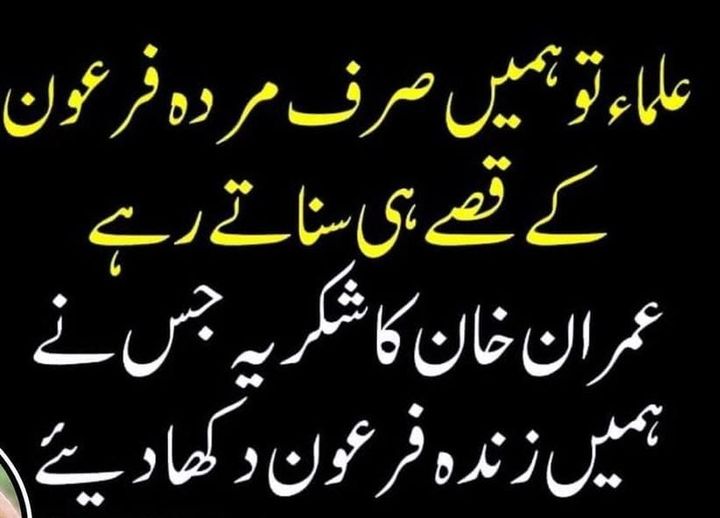 علماء تو ہمیں صرف مردہ فرعون
کے قصے ہی سناتے رہے
عمران خان کا شکریہ جس نے
ہمیں زندہ فرعون دکھا دیئے